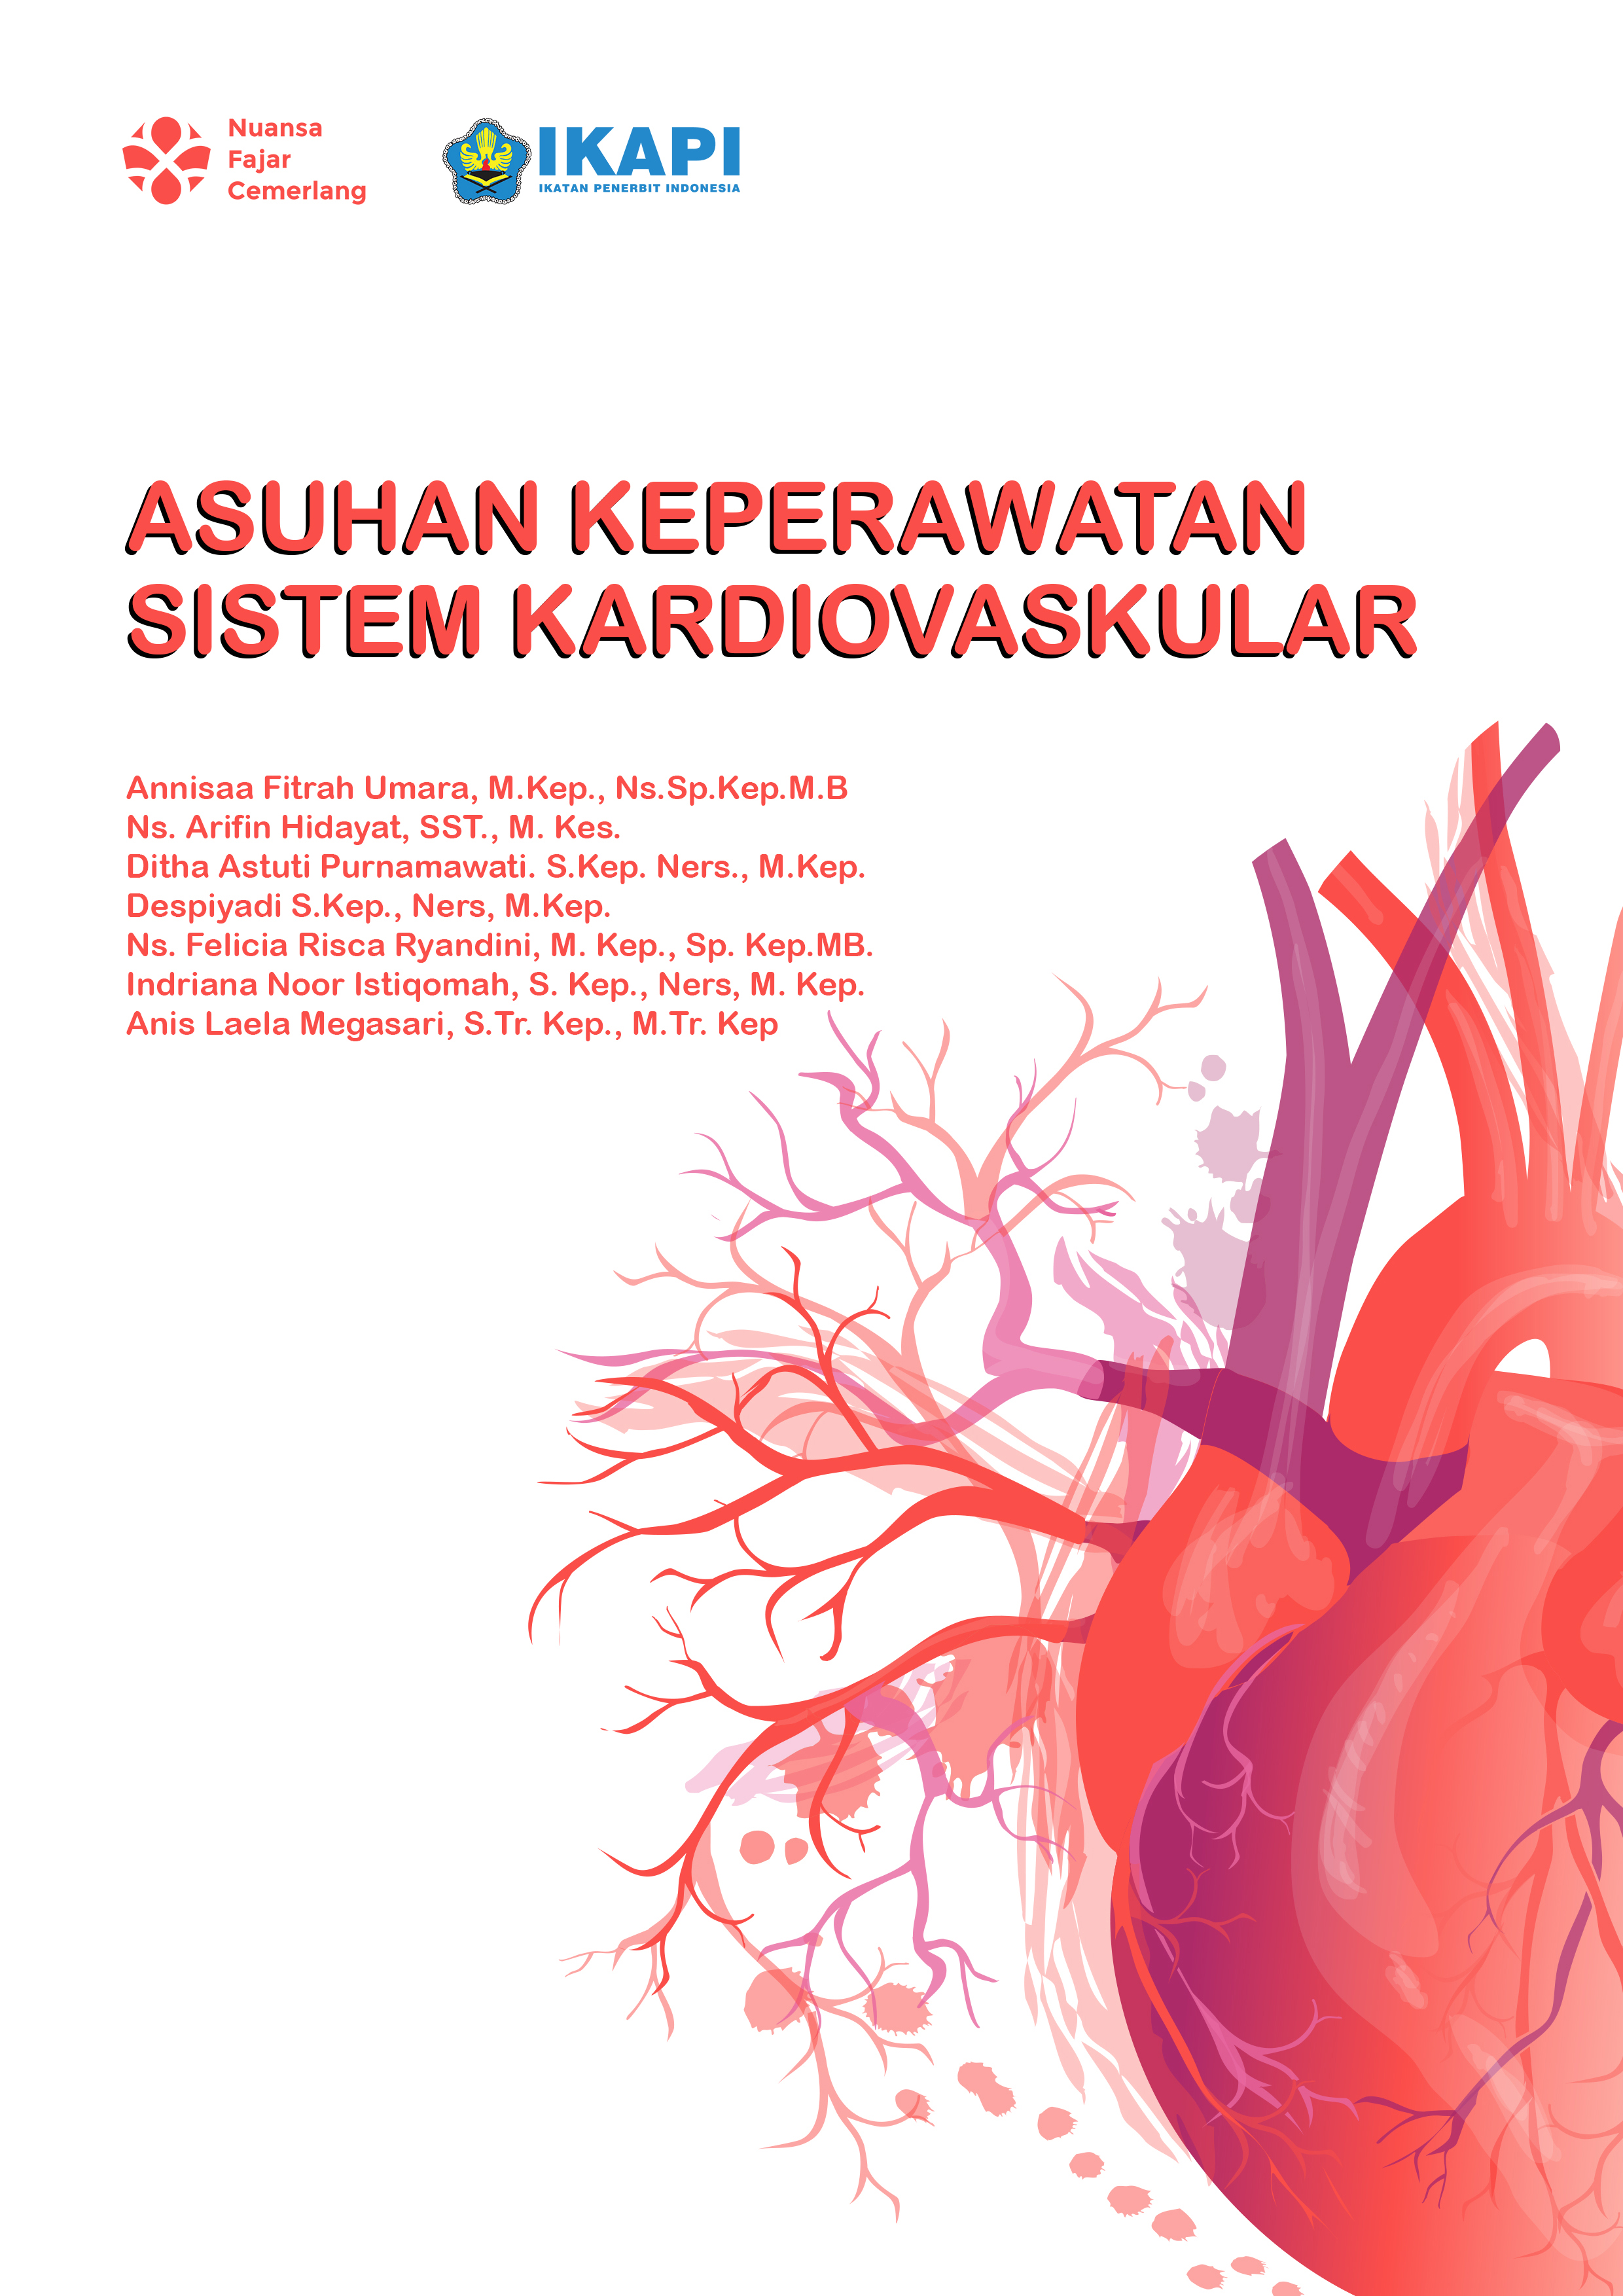 Nuansa
Fajar
Cemerlang
IKAPI
IKATAN PENERBIT INDONESIA
ASUHAN KEPERAWATAN
SISTEM KARDIOVASKULAR
Annisaa Fitrah Umara, M.Kep., Ns.Sp.Kep.M.B
Ns. Arifin Hidayat, SST., M. Kes.
Ditha Astuti Purnamawati. S.Kep. Ners., M.Kep.
Despiyadi S.Kep., Ners, M.Kep.
Ns. Felicia Risca Ryandini, M. Kep., Sp. Kep.MB.
Indriana Noor Istiqomah, S. Kep., Ners, M. Kep.
Anis Laela Megasari, S.Tr. Kep., M.Tr. Kep